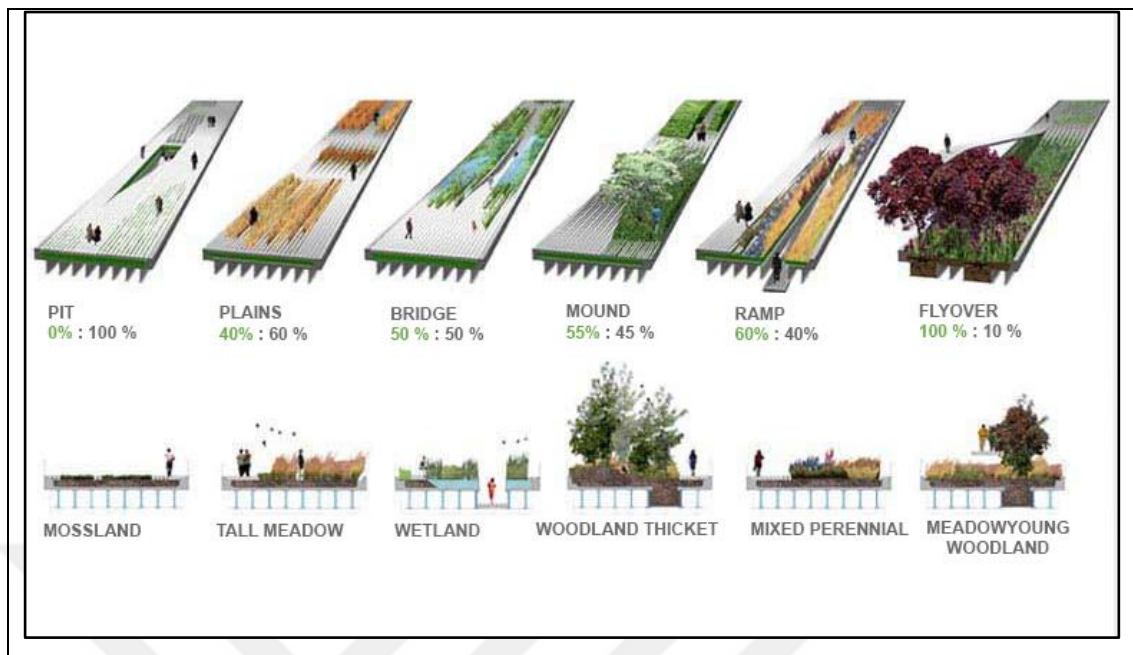 PIT
0% : 100 %
PLAINS
40% : 60 %
BRIDGE
50 % : 50 %
MOUND
55% : 45 %
RAMP
60% : 40%
FLYOVER
100 % : 10 %
MOSSLAND
TALL MEADOW
WETLAND
WOODLAND THICKET
MIXED PERENNIAL
MEADOWYOUNG
WOODLAND